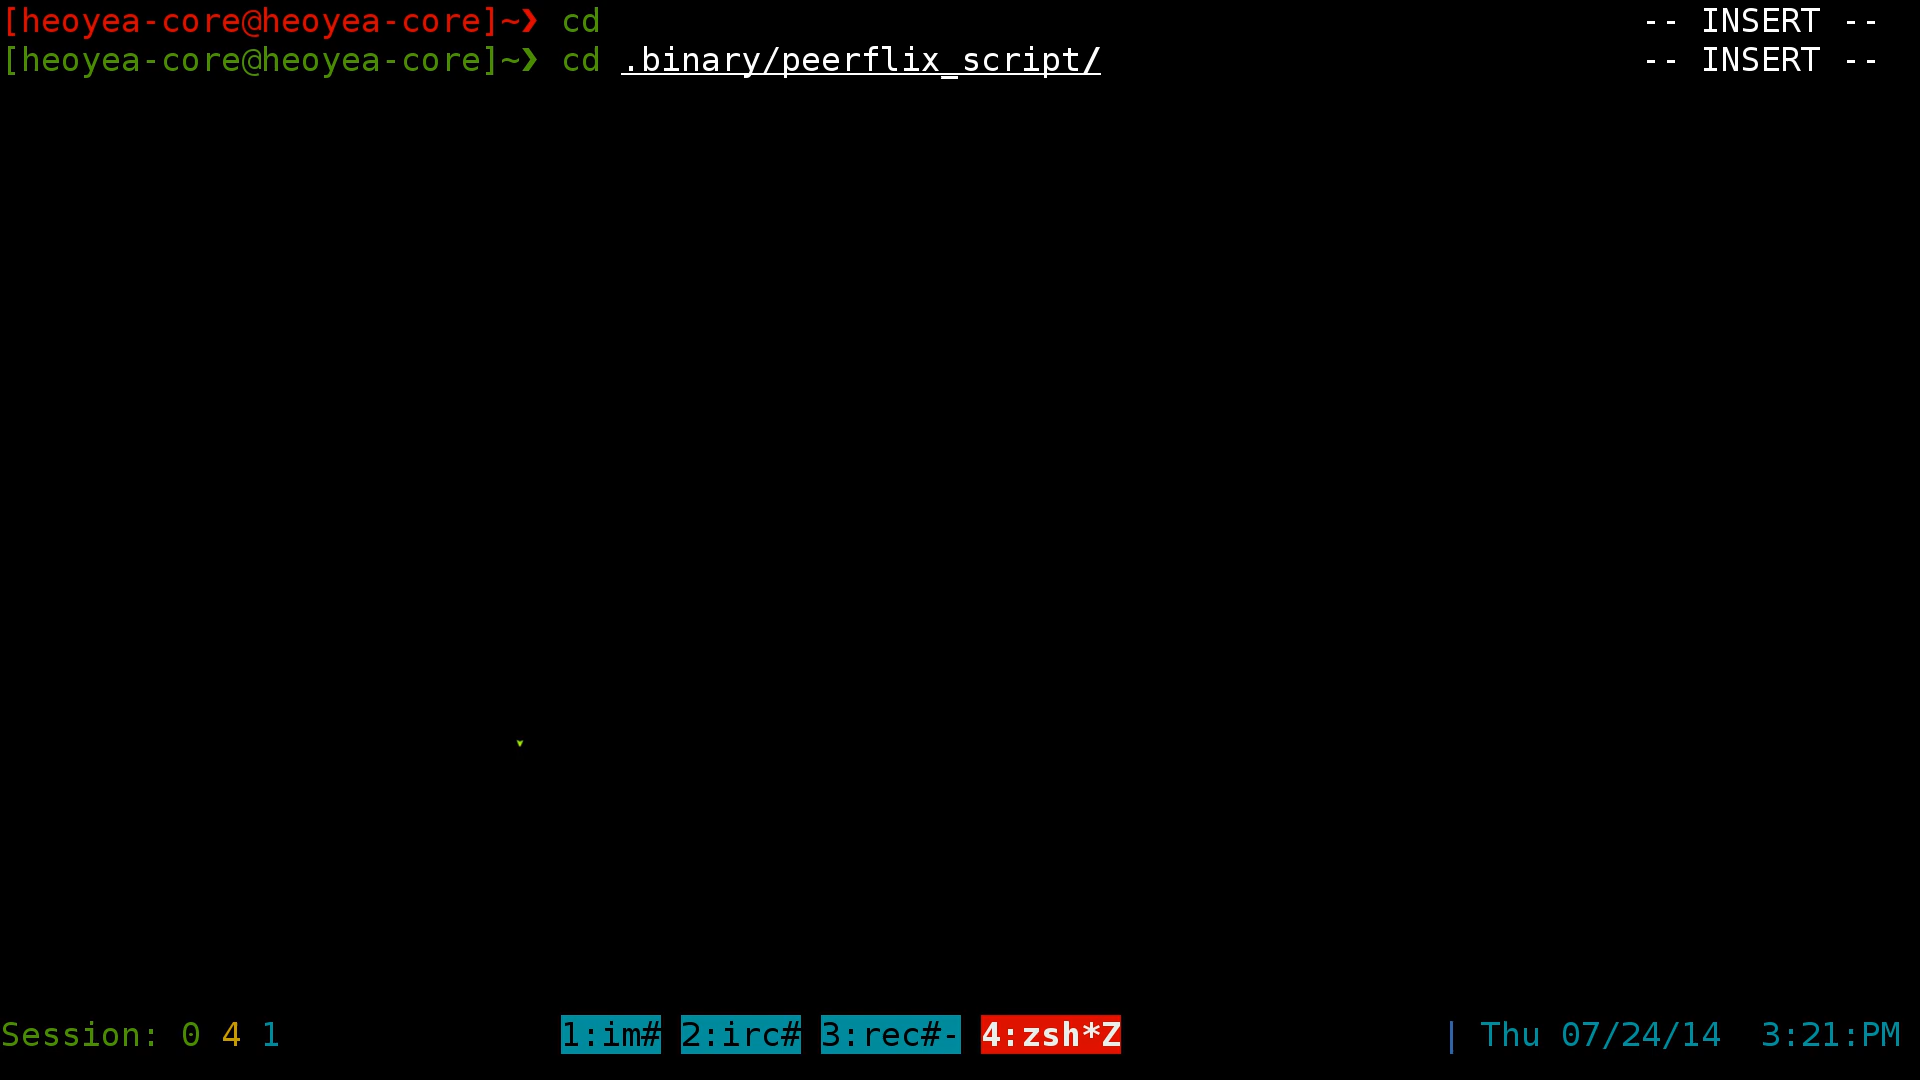 [heoyea-core@heoyea-core]~❯ cd -- INSERT --
[heoyea-core@heoyea-core]~❯ cd .binary/peerflix_script/ -- INSERT --
Session: 0 4 1 1:im# 2:irc# 3:rec#- 4:zsh*Z | Thu 07/24/14 3:21:PM